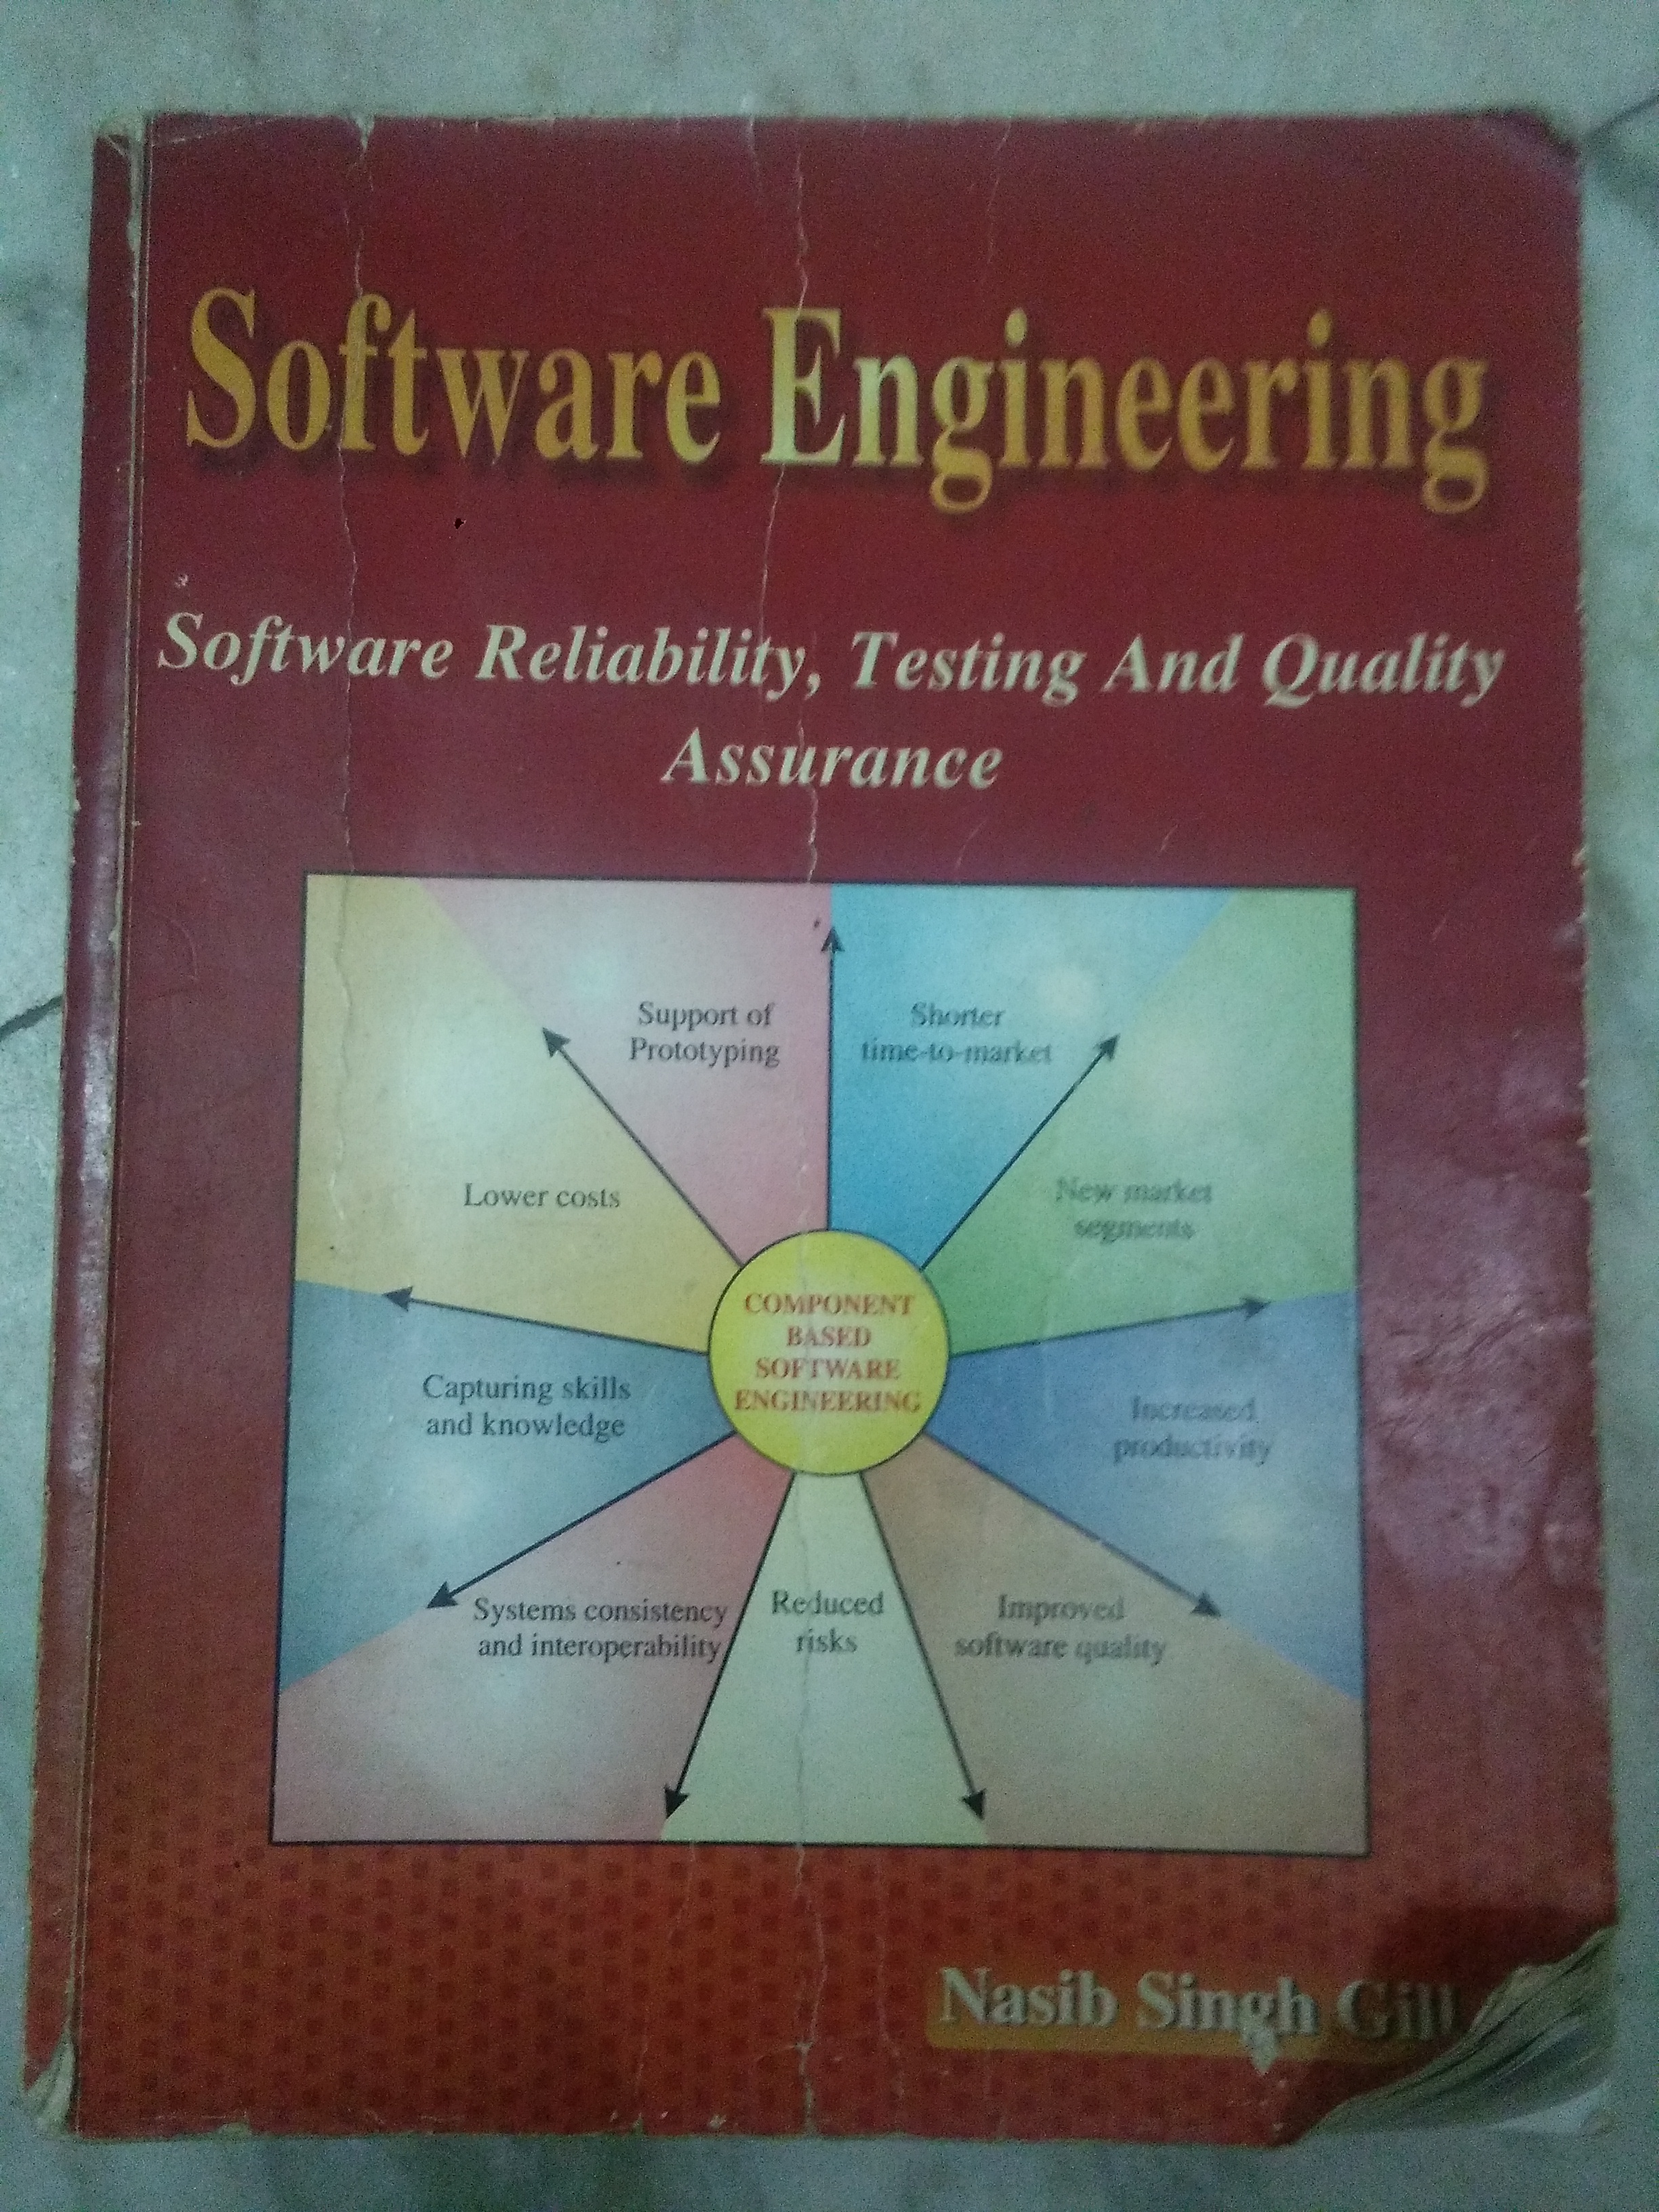 Software Engineering
Software Reliability, Testing And Quality
Assurance
Support of
Prototyping
Shorter
time-to-market
Lower costs
New market
segments
COMPONENT
BASED
SOFTWARE
ENGINEERING
Capturing skills
and knowledge
Increased
productivity
Systems consistency
and interoperability
Reduced
risks
Improved
software quality
Nasib Singh Gill